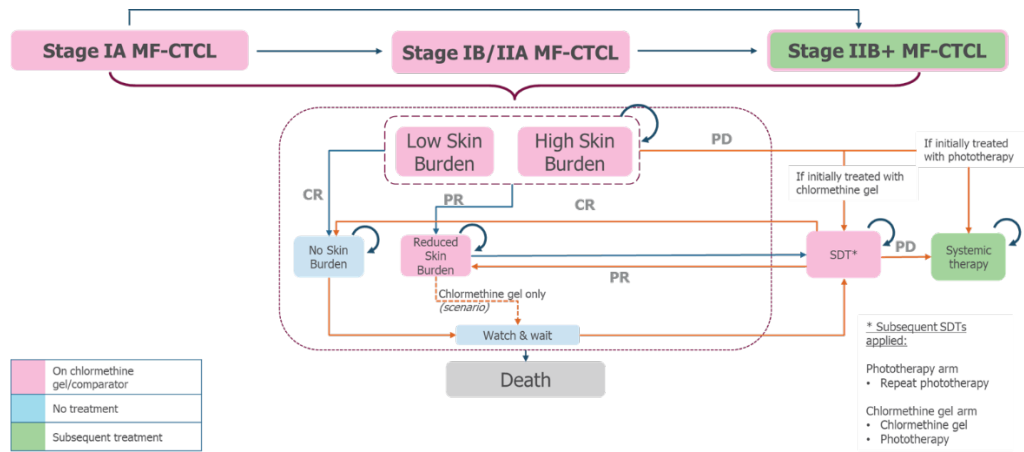 Stage IA MF-CTCL
Stage IB/IIA MF-CTCL
Stage IIB+ MF-CTCL
Low Skin
Burden
High Skin
Burden
PD
If initially treated
with phototherapy
If initially treated with
chlormethine gel
CR
PR
CR
No Skin
Burden
Reduced
Skin
Burden
SDT*
PD
Systemic
therapy
PR
Chlormethine gel only
(scenario)
Watch & wait
Death
On chlormethine
gel/comparator
No treatment
Subsequent treatment
* Subsequent SDTs
applied:
Phototherapy arm
• Repeat phototherapy
Chlormethine gel arm
• Chlormethine gel
• Phototherapy